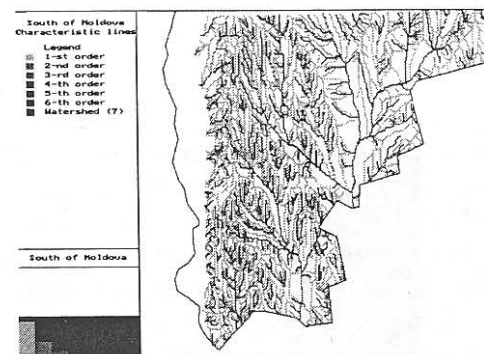 South of Moldova
Characteristic lines
Legend
1-st order
2-nd order
3-rd order
4-th order
5-th order
6-th order
Watershed (7)
South of Moldova